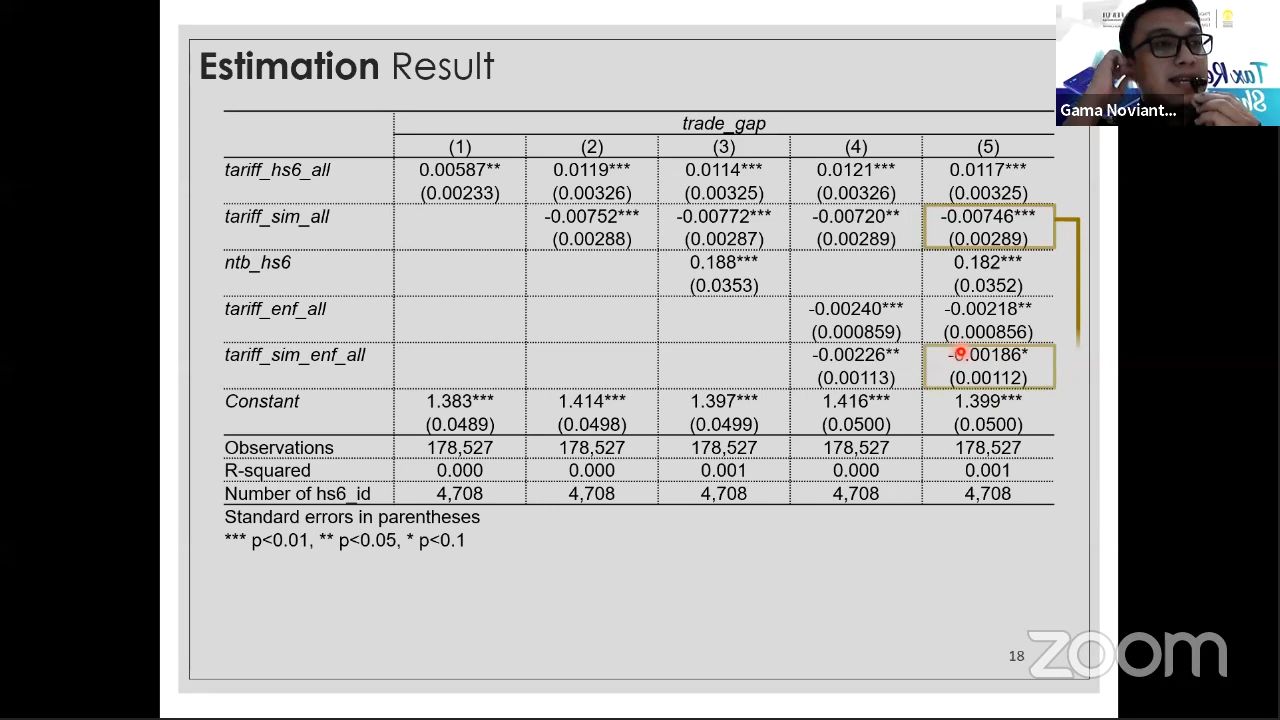 Estimation Result
trade_gap
(1) (2) (3) (4) (5)
tariff_hs6_all 0.00587** 0.0119*** 0.0114*** 0.0121*** 0.0117***
(0.00233) (0.00326) (0.00325) (0.00326) (0.00325)
tariff_sim_all -0.00752*** -0.00772*** -0.00720** -0.00746***
(0.00288) (0.00287) (0.00289) (0.00289)
ntb_hs6 0.188*** 0.182***
(0.0353) (0.0352)
tariff_enf_all -0.00240*** -0.00218**
(0.000859) (0.000856)
tariff_sim_enf_all -0.00226** -0.00186*
(0.00113) (0.00112)
Constant 1.383*** 1.414*** 1.397*** 1.416*** 1.399***
(0.0489) (0.0498) (0.0499) (0.0500) (0.0500)
Observations 178,527 178,527 178,527 178,527 178,527
R-squared 0.000 0.000 0.001 0.000 0.001
Number of hs6_id 4,708 4,708 4,708 4,708 4,708
Standard errors in parentheses
*** p<0.01, ** p<0.05, * p<0.1
18
zoom
Gama Noviant...